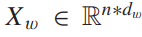 X_w ∈ ℝ^{n*d_w}